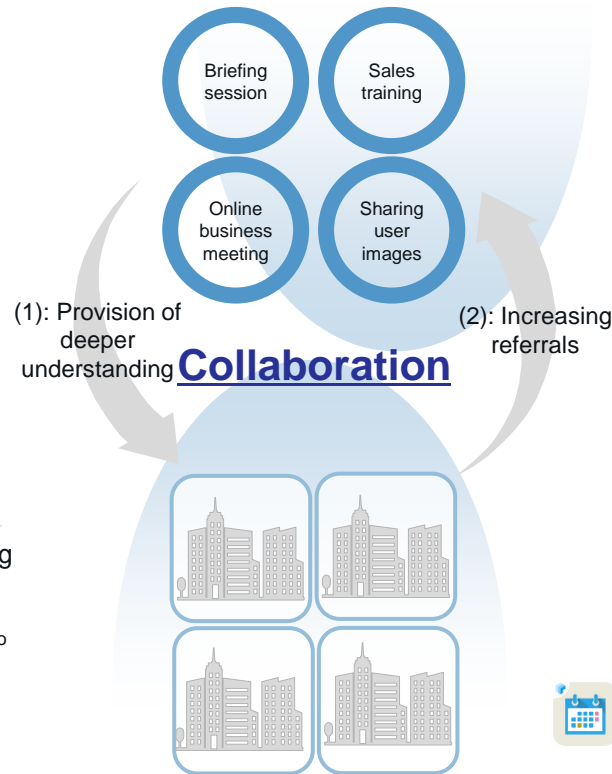 Briefing
session
Sales
training
Online
business
meeting
Sharing
user
images
(1): Provision of
deeper
understanding
(2): Increasing
referrals
Collaboration
g
o